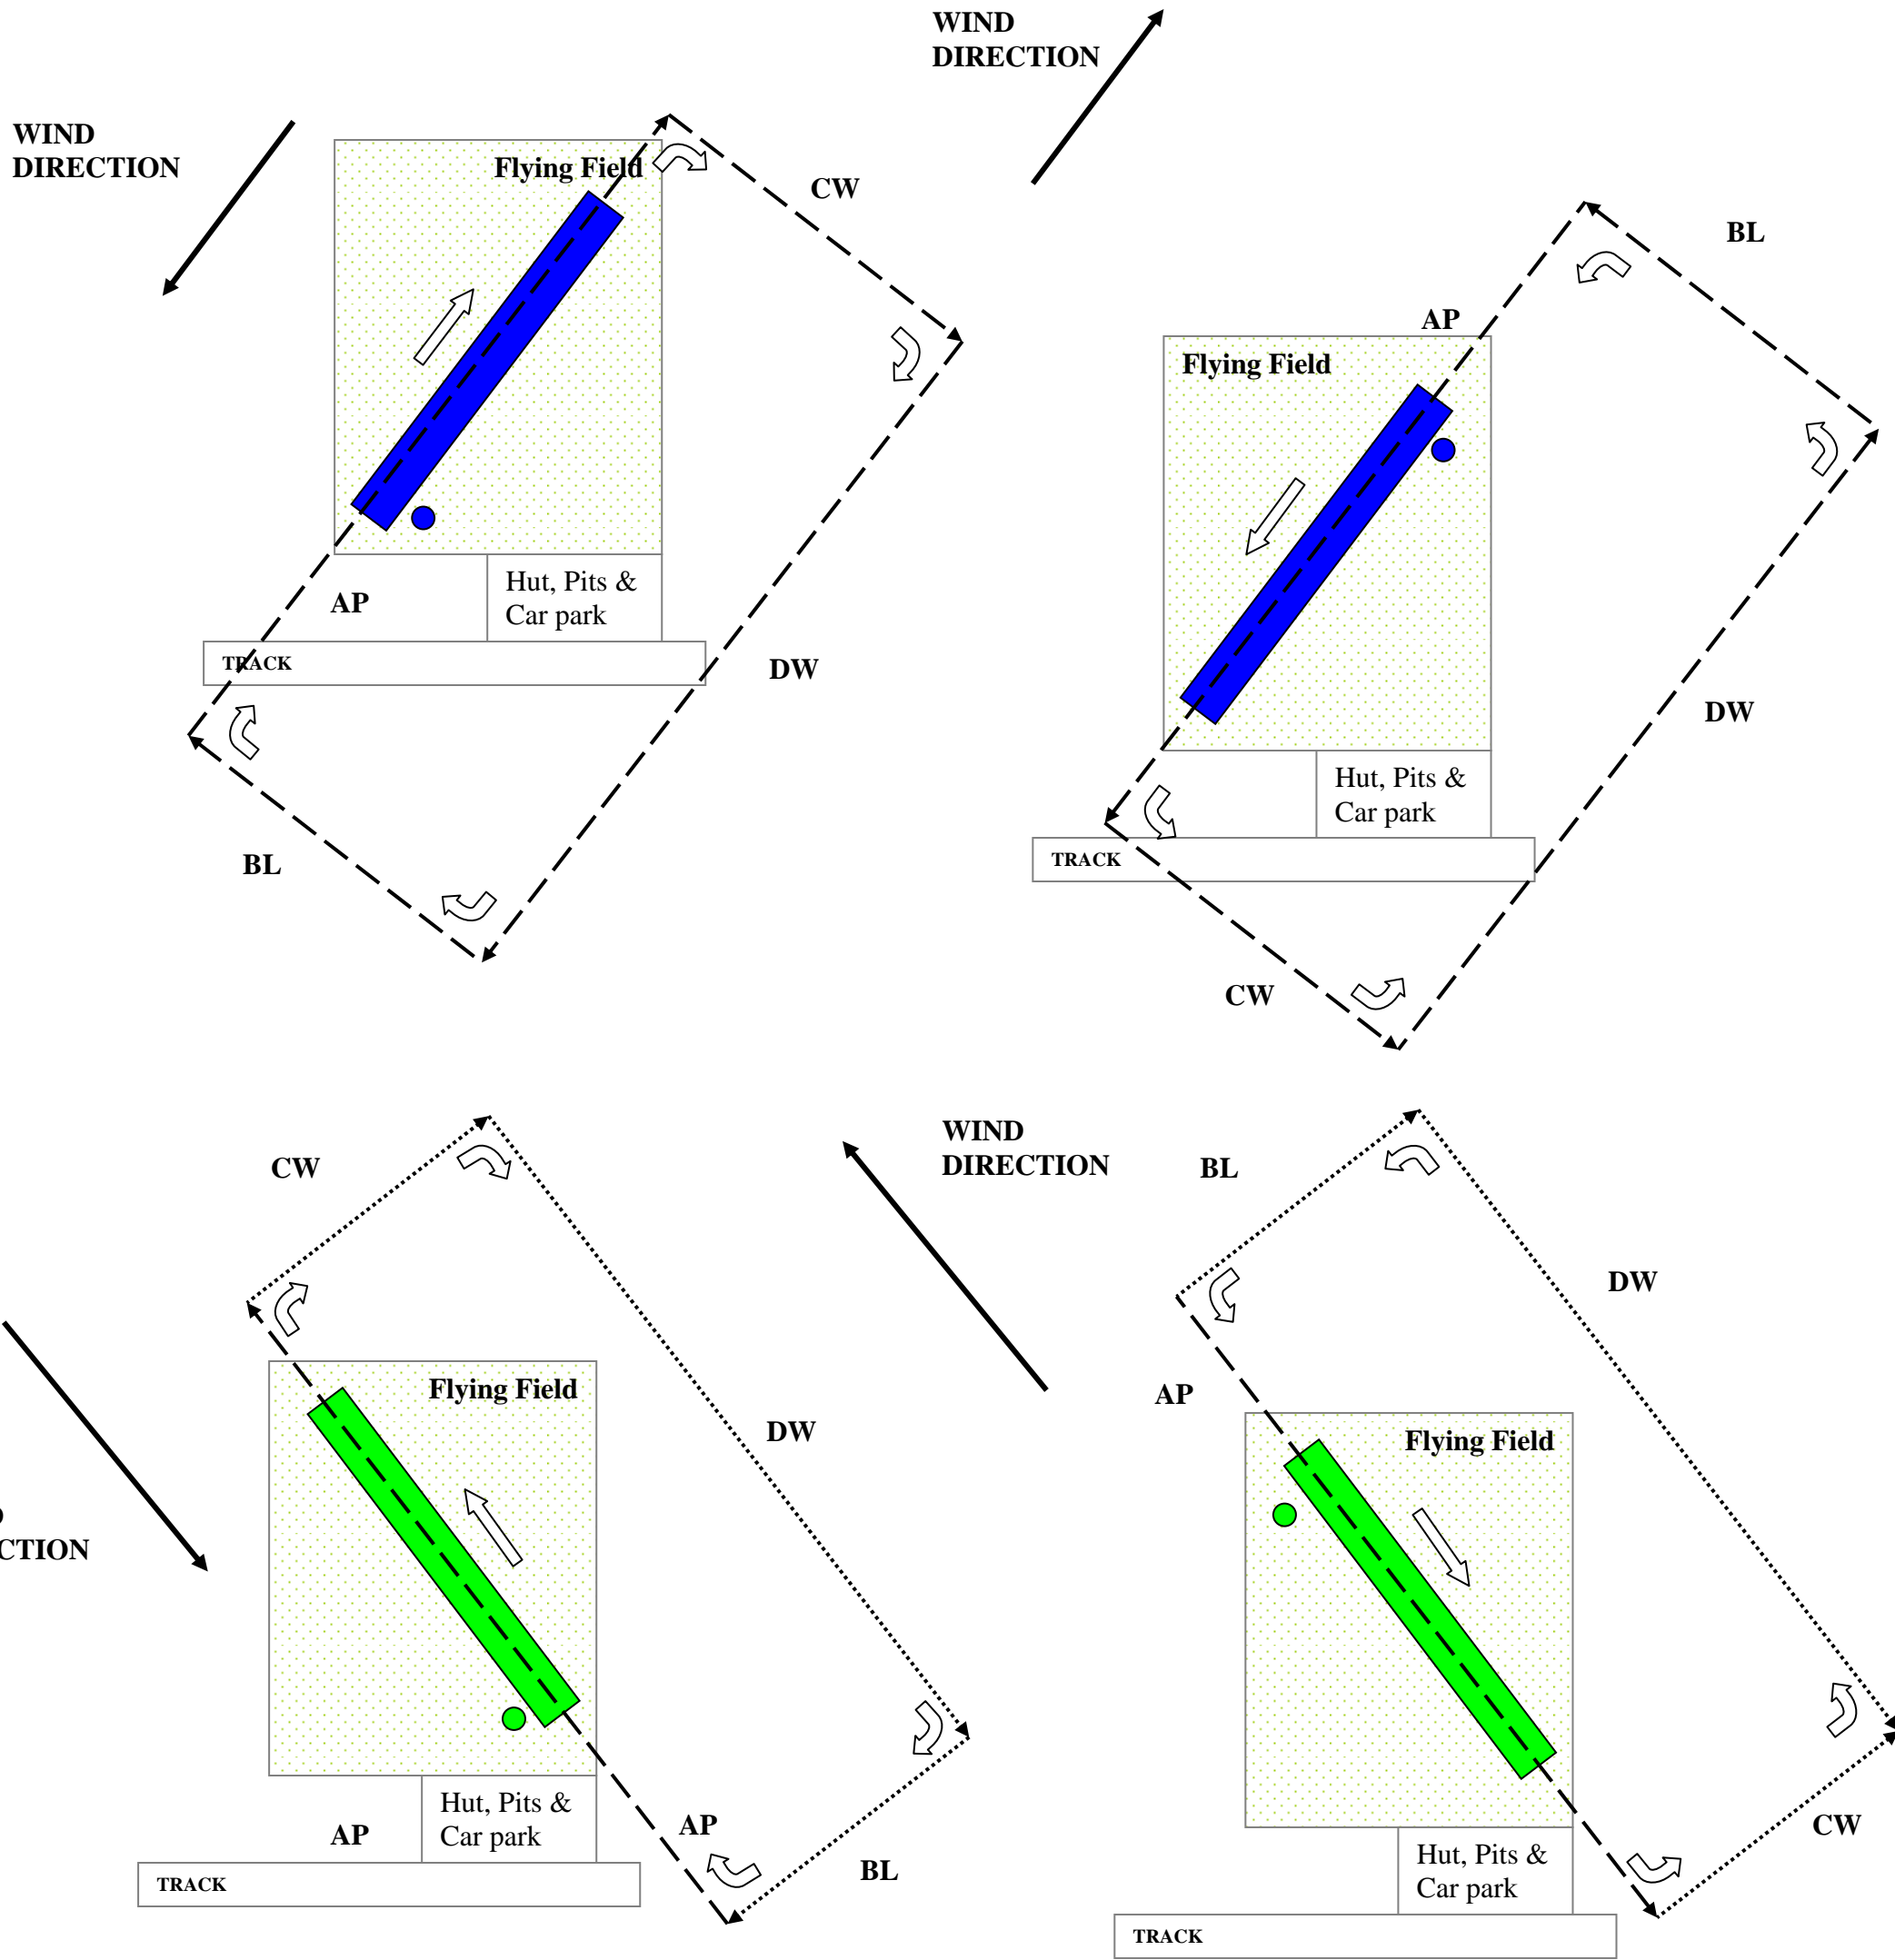 WIND
DIRECTION
Flying Field
CW
AP
Hut, Pits &
Car park
TRACK
DW
BL
WIND
DIRECTION
BL
AP
Flying Field
DW
Hut, Pits &
Car park
TRACK
CW
CW
Flying Field
DW
CTION
Hut, Pits &
Car park
AP
AP
BL
TRACK
WIND
DIRECTION
BL
DW
AP
Flying Field
CW
Hut, Pits &
Car park
TRACK